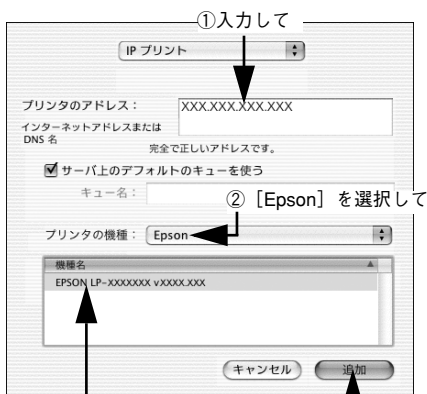 ①入力して
IP プリント
プリンタのアドレス：
XXX.XXX.XXX.XXX
インターネットアドレスまたは
DNS 名
完全で正しいアドレスです。
サーバ上のデフォルトのキューを使う
キュー名：
②［Epson］を選択して
プリンタの機種：
Epson
機種名
EPSON LP-XXXXXXX vXXXX.XXX
キャンセル
追加